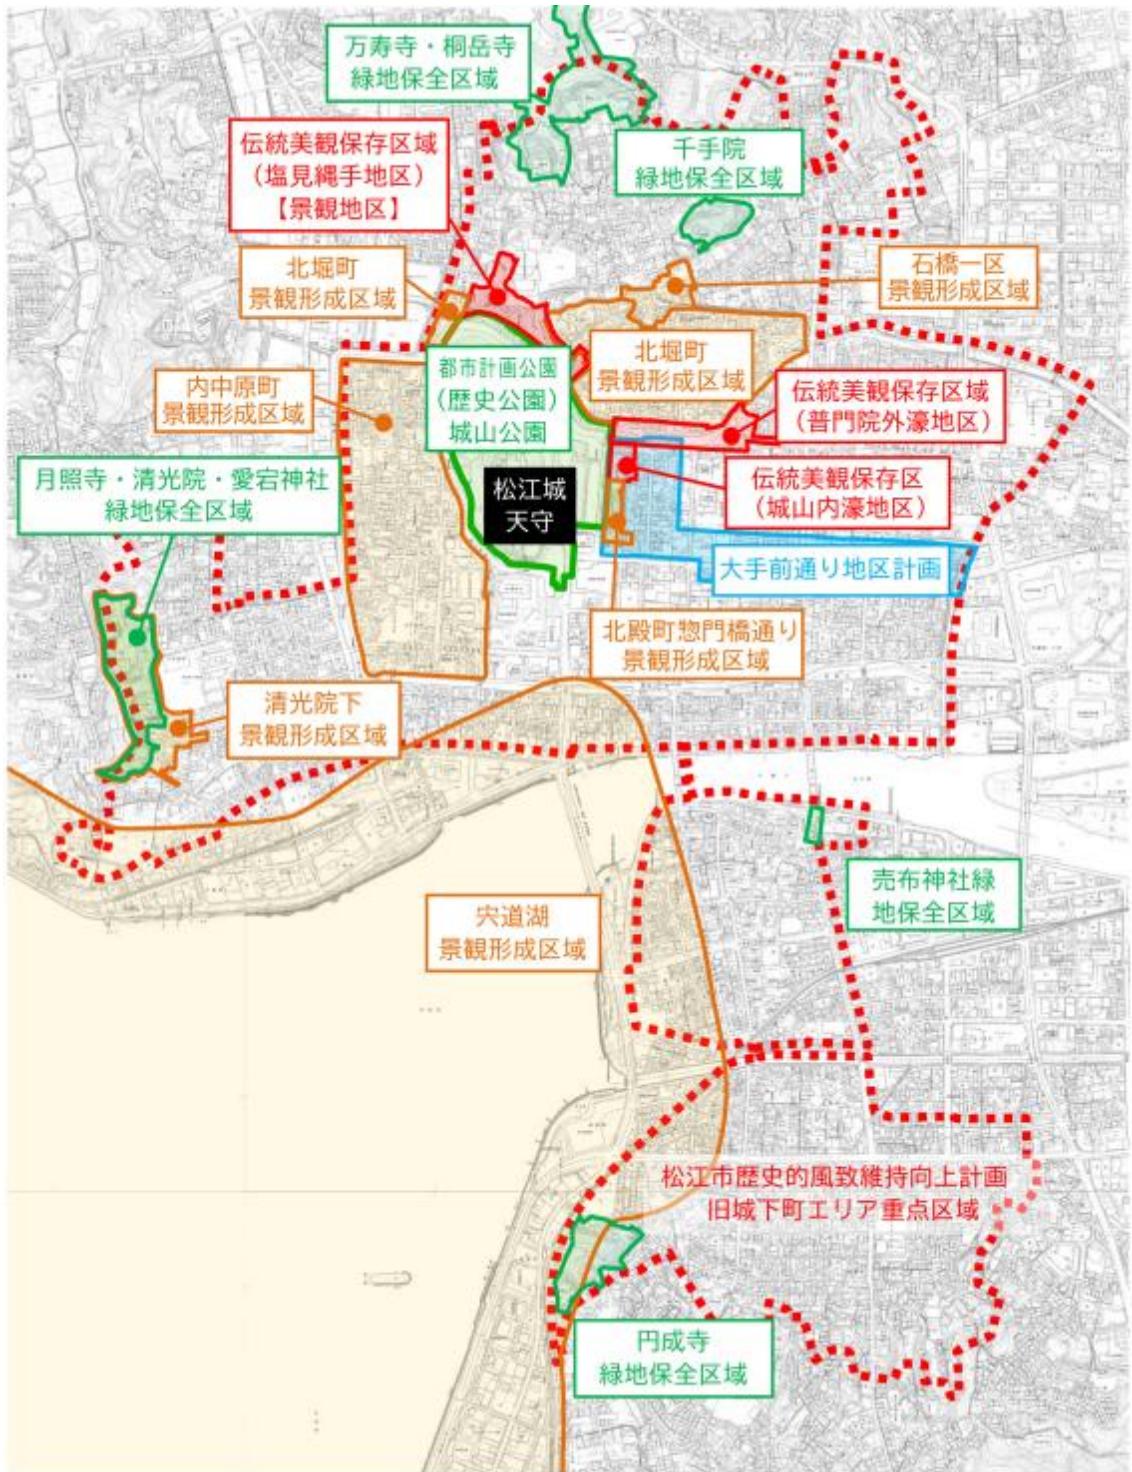 万寿寺・桐岳寺
緑地保全区域
伝統美観保存区域
（塩見縄手地区）
【景観地区】
千手院
緑地保全区域
北堀町
景観形成区域
石橋一区
景観形成区域
都市計画公園
（歴史公園）
城山公園
北堀町
景観形成区域
内中原町
景観形成区域
伝統美観保存区域
（普門院外濠地区）
月照寺・清光院・愛宕神社
緑地保全区域
松江城
天守
伝統美観保存区
（城山内濠地区）
大手前通り地区計画
北殿町惣門橋通り
景観形成区域
清光院下
景観形成区域
売布神社緑
地保全区域
宍道湖
景観形成区域
松江市歴史的風致維持向上計画
旧城下町エリア重点区域
円成寺
緑地保全区域